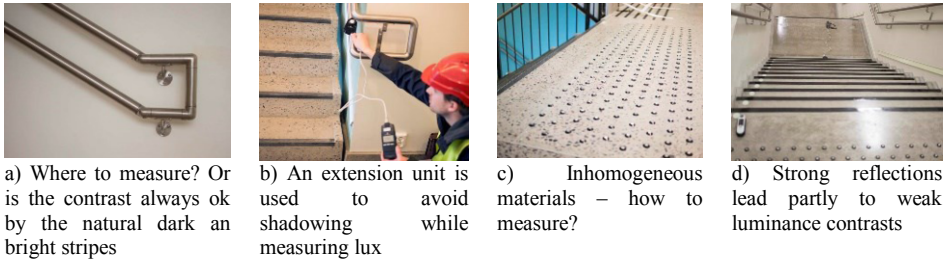 a) Where to measure? Or
is the contrast always ok
by the natural dark an
bright stripes
b) An extension unit is
used to avoid
shadowing while
measuring lux
c) Inhomogeneous
materials – how to
measure?
d) Strong reflections
lead partly to weak
luminance contrasts